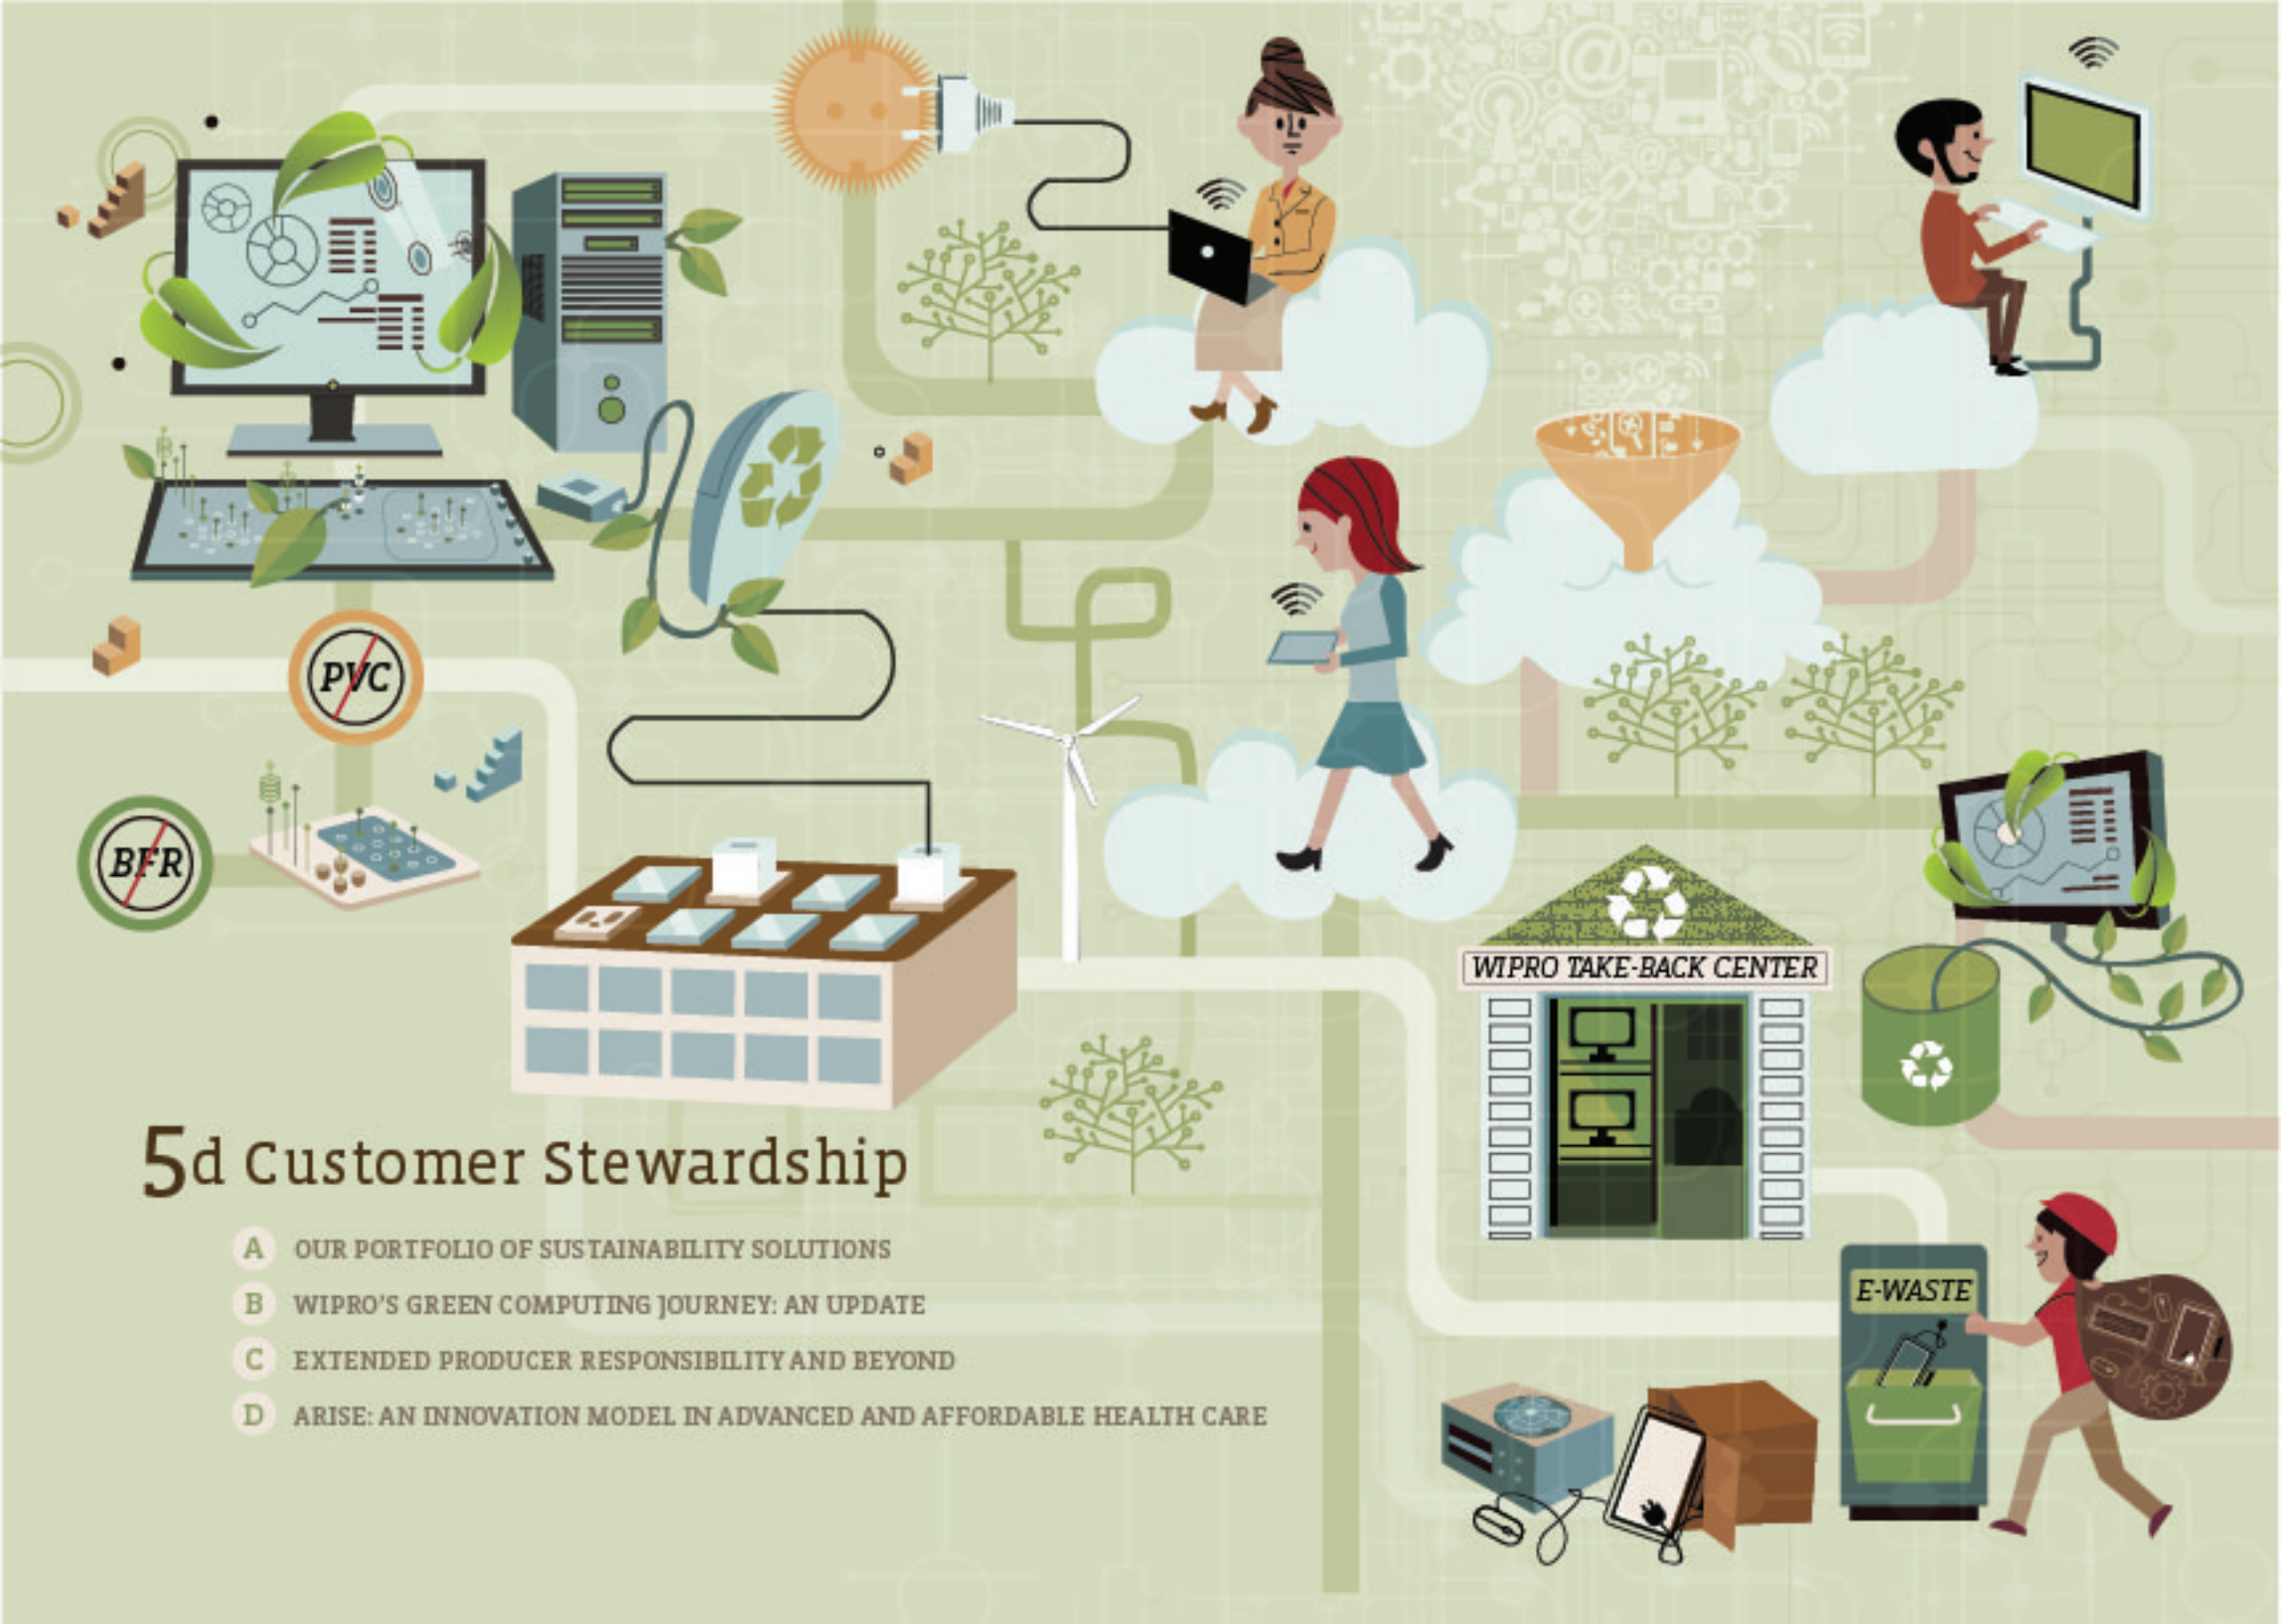 PVC
BFR
WIPRO TAKE-BACK CENTER
5d Customer Stewardship
A OUR PORTFOLIO OF SUSTAINABILITY SOLUTIONS
B WIPRO'S GREEN COMPUTING JOURNEY: AN UPDATE
C EXTENDED PRODUCER RESPONSIBILITY AND BEYOND
D ARISE: AN INNOVATION MODEL IN ADVANCED AND AFFORDABLE HEALTH CARE
E-WASTE